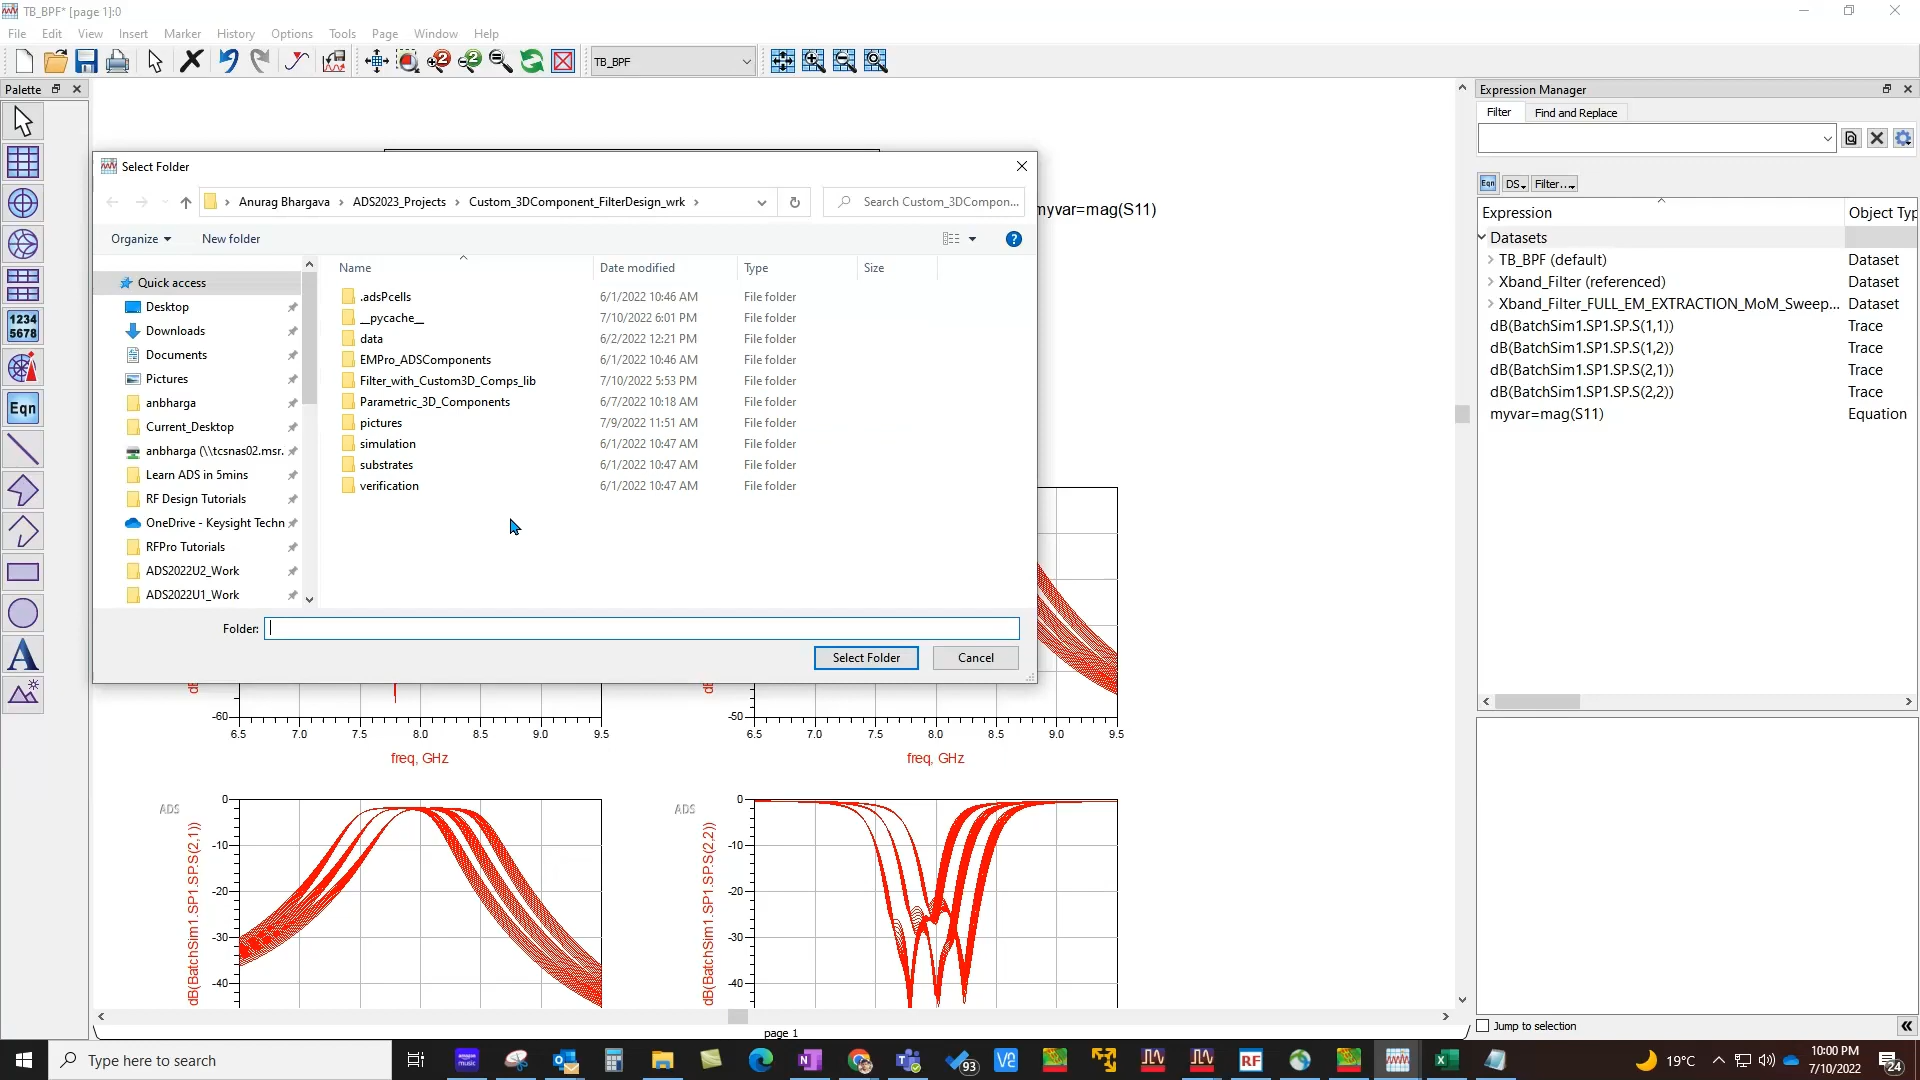 TB_BPF* [page 1]:0
File Edit View Insert Marker History Options Tools Page Window Help
TB_BPF
Palette
1234
5678
Eqn
A
Select Folder
Anurag Bhargava > ADS2023_Projects > Custom_3DComponent_FilterDesign_wrk >
Search Custom_3DCompon...
Organize New folder
Name Date modified Type Size
Quick access
Desktop
Downloads
Documents
Pictures
anbharga
Current_Desktop
anbharga (\\tcsnas02.msr.
Learn ADS in 5mins
RF Design Tutorials
OneDrive - Keysight Techn
RFPro Tutorials
ADS2022U2_Work
ADS2022U1_Work
.adsPcells 6/1/2022 10:46 AM File folder
__pycache__ 7/10/2022 6:01 PM File folder
data 6/2/2022 12:21 PM File folder
EMPro_ADSComponents 6/1/2022 10:46 AM File folder
Filter_with_Custom3D_Comps_lib 7/10/2022 5:53 PM File folder
Parametric_3D_Components 6/7/2022 10:18 AM File folder
pictures 7/9/2022 11:51 AM File folder
simulation 6/1/2022 10:47 AM File folder
substrates 6/1/2022 10:47 AM File folder
verification 6/1/2022 10:47 AM File folder
Folder:
Select Folder Cancel
myvar=mag(S11)
-60
6.5 7.0 7.5 8.0 8.5 9.0 9.5
freq, GHz
-50
6.5 7.0 7.5 8.0 8.5 9.0 9.5
freq, GHz
ADS
dB(BatchSim1.SP1.SP.S(2,1))
0
-10
-20
-30
-40
ADS
dB(BatchSim1.SP1.SP.S(2,2))
0
-10
-20
-30
-40
page 1
Expression Manager
Filter Find and Replace
Eqn DS Filter...
Expression Object Typ
Datasets
TB_BPF (default) Dataset
Xband_Filter (referenced) Dataset
Xband_Filter_FULL_EM_EXTRACTION_MoM_Sweep... Dataset
dB(BatchSim1.SP1.SP.S(1,1)) Trace
dB(BatchSim1.SP1.SP.S(1,2)) Trace
dB(BatchSim1.SP1.SP.S(2,1)) Trace
dB(BatchSim1.SP1.SP.S(2,2)) Trace
myvar=mag(S11) Equation
Jump to selection
Type here to search
93
RF
19°C
10:00 PM
7/10/2022
24